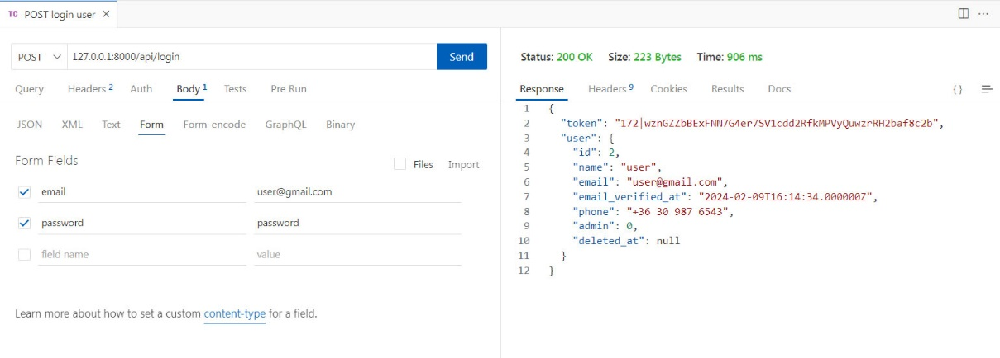 TC POST login user ×
POST 127.0.0.1:8000/api/login Send
Query Headers 2 Auth Body 1 Tests Pre Run
JSON XML Text Form Form-encode GraphQL Binary
Form Fields Files Import
email user@gmail.com
password password
field name value
Learn more about how to set a custom content-type for a field.
Status: 200 OK Size: 223 Bytes Time: 906 ms
Response Headers 9 Cookies Results Docs {}
1 {
2 "token": "172|wznGZZbBExFNN7G4er7SV1cdd2RfkMPVyQuwzrRH2baf8c2b",
3 "user": {
4 "id": 2,
5 "name": "user",
6 "email": "user@gmail.com",
7 "email_verified_at": "2024-02-09T16:14:34.000000Z",
8 "phone": "+36 30 987 6543",
9 "admin": 0,
10 "deleted_at": null
11 }
12 }